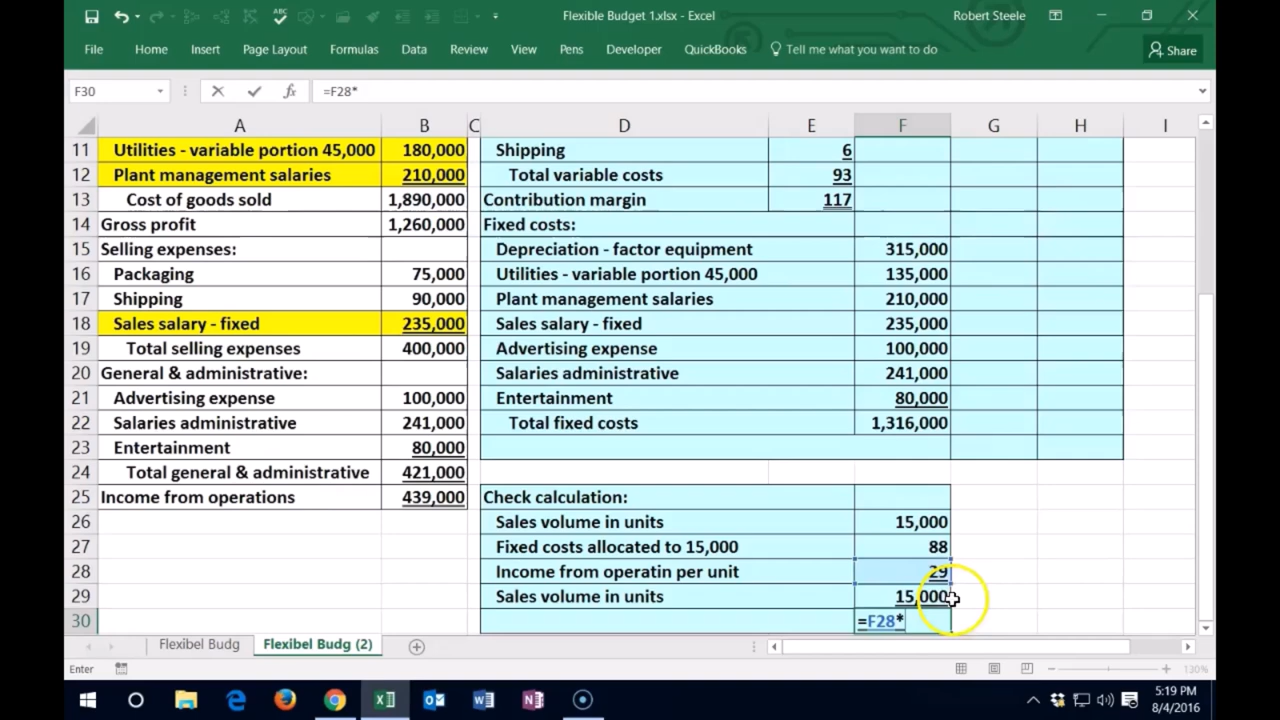 ABC
Flexible Budget 1.xlsx - Excel
Robert Steele
File Home Insert Page Layout Formulas Data Review View Pens Developer QuickBooks Tell me what you want to do Share
F30 fx =F28*
A B C D E F G H I
11 Utilities - variable portion 45,000 180,000 Shipping 6
12 Plant management salaries 210,000 Total variable costs 93
13 Cost of goods sold 1,890,000 Contribution margin 117
14 Gross profit 1,260,000 Fixed costs:
15 Selling expenses: Depreciation - factor equipment 315,000
16 Packaging 75,000 Utilities - variable portion 45,000 135,000
17 Shipping 90,000 Plant management salaries 210,000
18 Sales salary - fixed 235,000 Sales salary - fixed 235,000
19 Total selling expenses 400,000 Advertising expense 100,000
20 General & administrative: Salaries administrative 241,000
21 Advertising expense 100,000 Entertainment 80,000
22 Salaries administrative 241,000 Total fixed costs 1,316,000
23 Entertainment 80,000
24 Total general & administrative 421,000
25 Income from operations 439,000 Check calculation:
26 Sales volume in units 15,000
27 Fixed costs allocated to 15,000 88
28 Income from operatin per unit 29
29 Sales volume in units 15,000
30 =F28*
Flexibel Budg Flexibel Budg (2)
Enter 130%
5:19 PM
8/4/2016